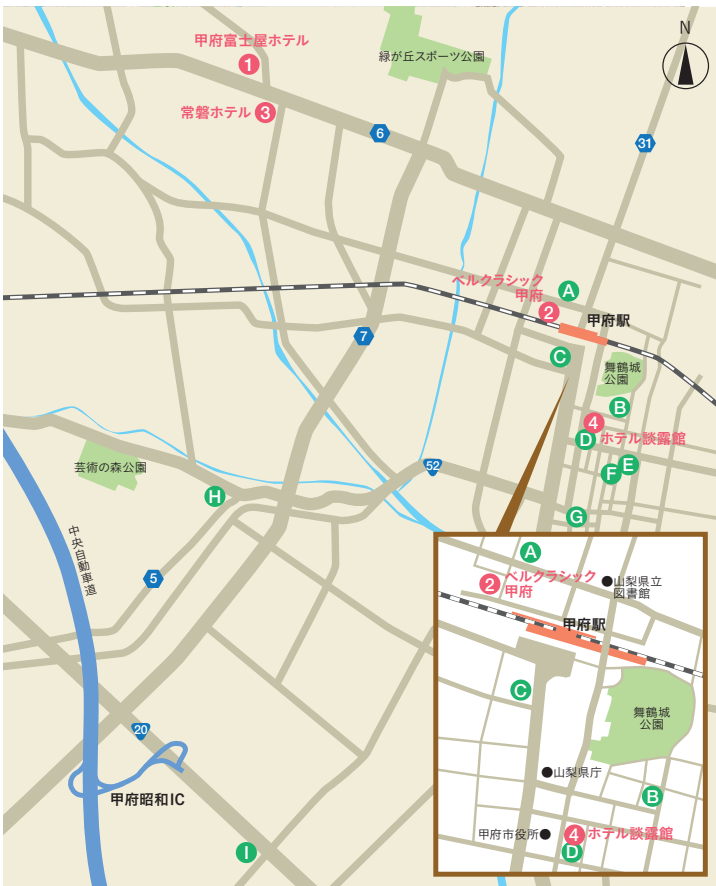 甲府富士屋ホテル
1
緑が丘スポーツ公園
N
常磐ホテル 3
6
31
ベルクラシック
甲府
A
2
甲府駅
7
C
舞鶴城
公園
B
4
ホテル談露館
D
52
芸術の森公園
E
F
H
G
中央自動車道
5
A
2 ベルクラシック
甲府
山梨県立
図書館
甲府駅
C
舞鶴城
公園
20
山梨県庁
甲府昭和IC
B
甲府市役所
4 ホテル談露館
D
I